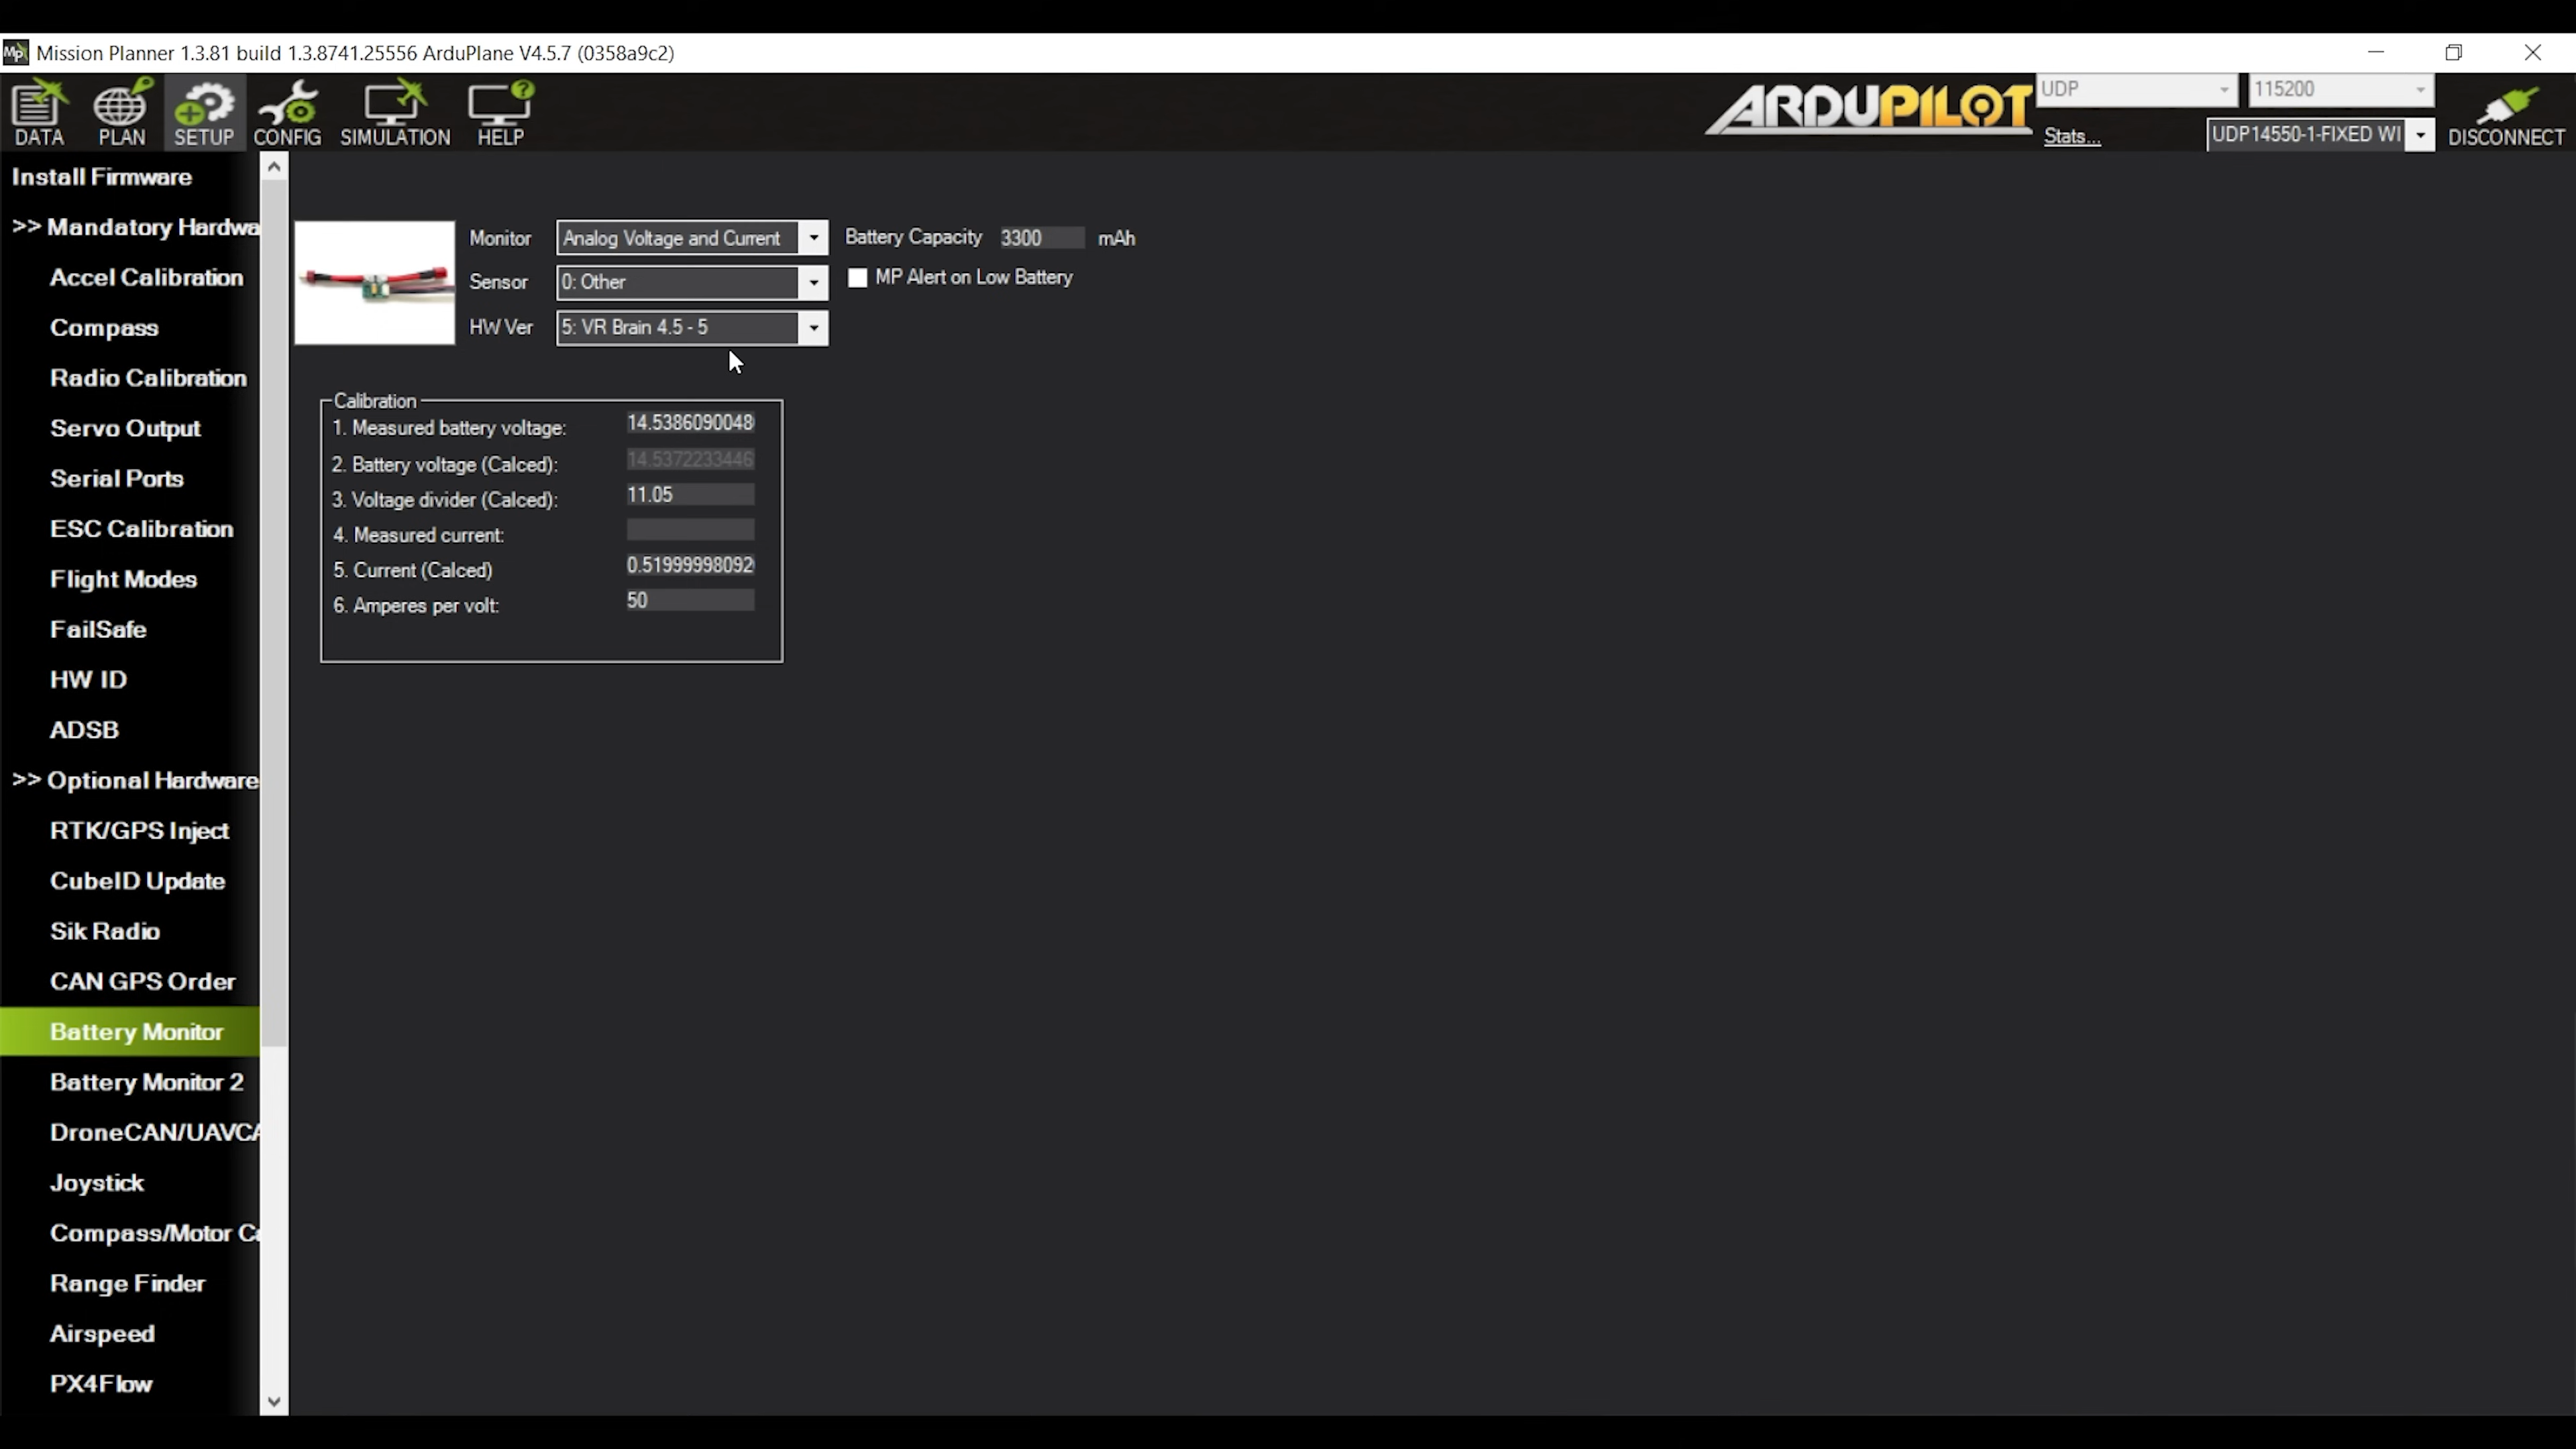 Mission Planner 1.3.81 build 1.3.8741.25556 ArduPlane V4.5.7 (0358a9c2)
DATA PLAN SETUP CONFIG SIMULATION HELP
ARDUPILOT
UDP 115200
Stats... UDP14550-1-FIXED WI DISCONNECT
Install Firmware
>> Mandatory Hardwa
Accel Calibration
Compass
Radio Calibration
Servo Output
Serial Ports
ESC Calibration
Flight Modes
FailSafe
HW ID
ADSB
>> Optional Hardware
RTK/GPS Inject
CubeID Update
Sik Radio
CAN GPS Order
Battery Monitor
Battery Monitor 2
DroneCAN/UAVCA
Joystick
Compass/Motor Ca
Range Finder
Airspeed
PX4Flow
Monitor Analog Voltage and Current Battery Capacity 3300 mAh
Sensor 0: Other MP Alert on Low Battery
HW Ver 5: VR Brain 4.5 - 5
Calibration
1. Measured battery voltage: 14.5386090048
2. Battery voltage (Calced): 14.5372233446
3. Voltage divider (Calced): 11.05
4. Measured current:
5. Current (Calced) 0.51999998092
6. Amperes per volt: 50